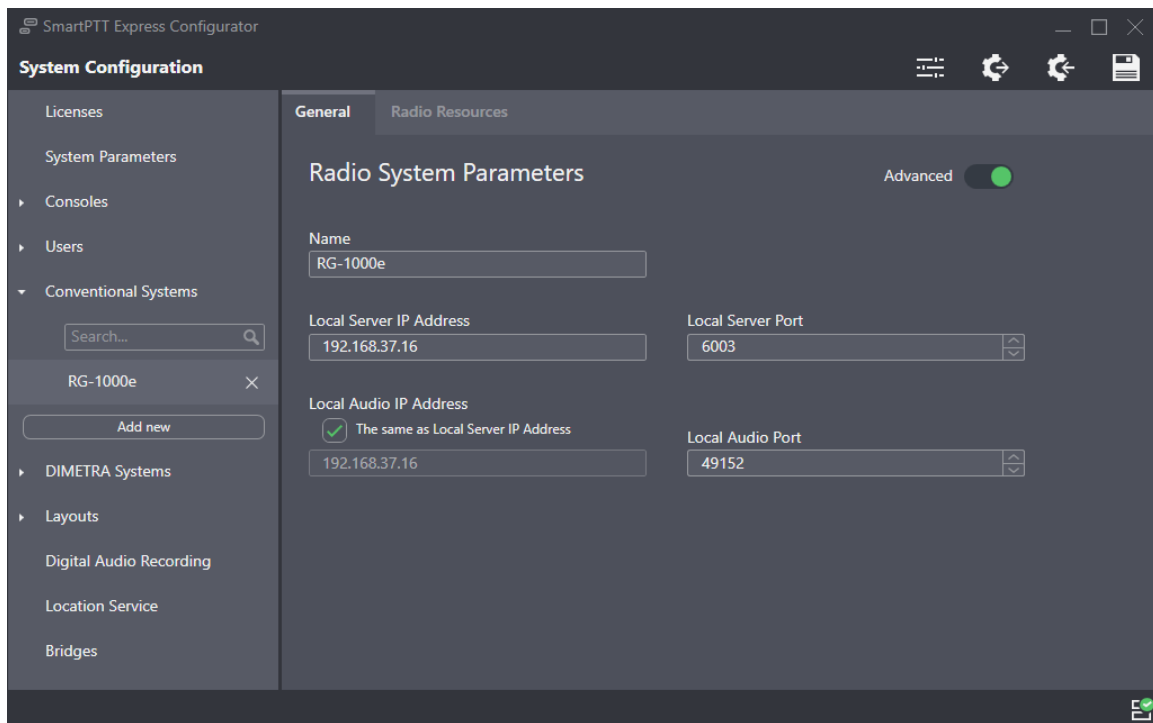 SmartPTT Express Configurator
System Configuration
Licenses
System Parameters
Consoles
Users
Conventional Systems
Search...
RG-1000e
Add new
DIMETRA Systems
Layouts
Digital Audio Recording
Location Service
Bridges
General Radio Resources
Radio System Parameters
Advanced
Name
RG-1000e
Local Server IP Address
192.168.37.16
Local Server Port
6003
Local Audio IP Address
The same as Local Server IP Address
192.168.37.16
Local Audio Port
49152